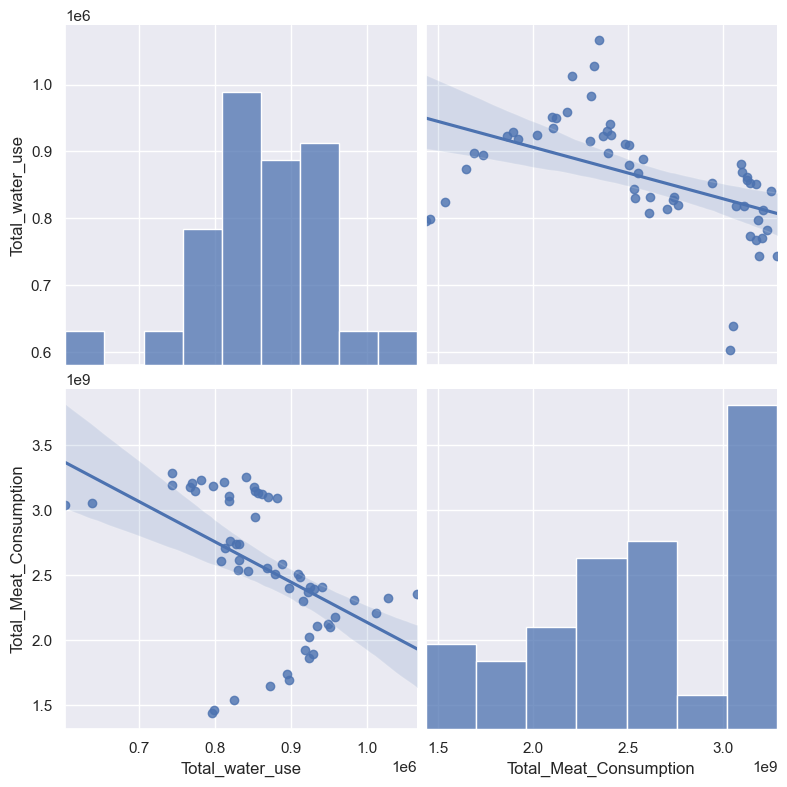 1e6
Total_water_use
1.0
0.9
0.8
0.7
0.6
1e9
Total_Meat_Consumption
3.5
3.0
2.5
2.0
1.5
0.7 0.8 0.9 1.0
1e6
Total_water_use
1.5 2.0 2.5 3.0
1e9
Total_Meat_Consumption